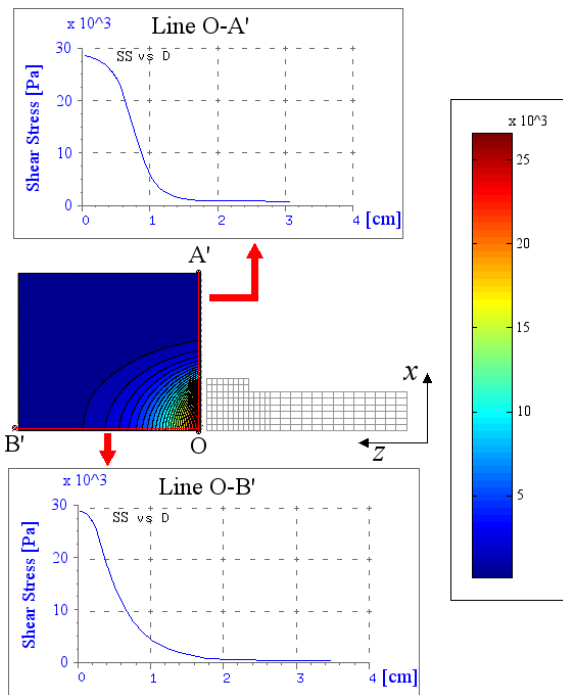 Line O-A'
x 10^3
SS vs D
Shear Stress [Pa]
30
20
10
0
0 1 2 3 4 [cm]
x 10^3
25
20
15
10
5
A'
B'
O
x
z
Line O-B'
x 10^3
SS vs D
Shear Stress [Pa]
30
20
10
0
0 1 2 3 4 [cm]